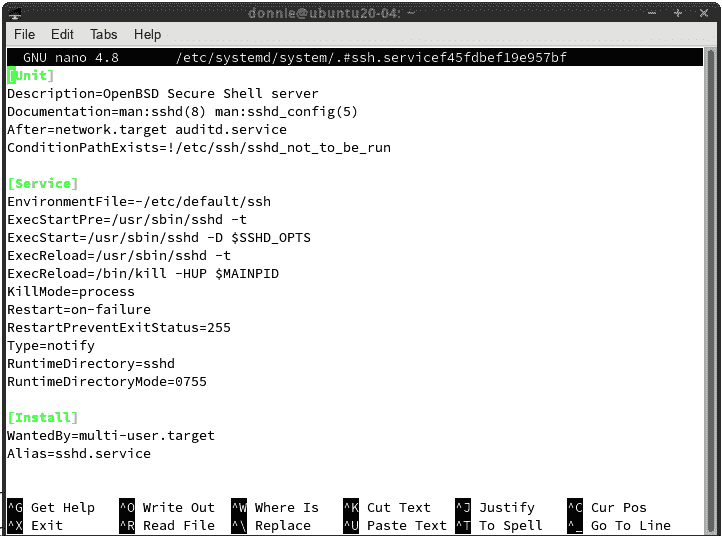 donnie@ubuntu20-04: ~
File Edit Tabs Help
GNU nano 4.8 /etc/systemd/system/.#ssh.servicef45fdbef19e957bf
[Unit]
Description=OpenBSD Secure Shell server
Documentation=man:sshd(8) man:sshd_config(5)
After=network.target auditd.service
ConditionPathExists=!/etc/ssh/sshd_not_to_be_run
[Service]
EnvironmentFile=-/etc/default/ssh
ExecStartPre=/usr/sbin/sshd -t
ExecStart=/usr/sbin/sshd -D $SSHD_OPTS
ExecReload=/usr/sbin/sshd -t
ExecReload=/bin/kill -HUP $MAINPID
KillMode=process
Restart=on-failure
RestartPreventExitStatus=255
Type=notify
RuntimeDirectory=sshd
RuntimeDirectoryMode=0755
[Install]
WantedBy=multi-user.target
Alias=sshd.service
^G Get Help ^O Write Out ^W Where Is ^K Cut Text ^J Justify ^C Cur Pos
^X Exit ^R Read File ^\ Replace ^U Paste Text ^T To Spell ^_ Go To Line